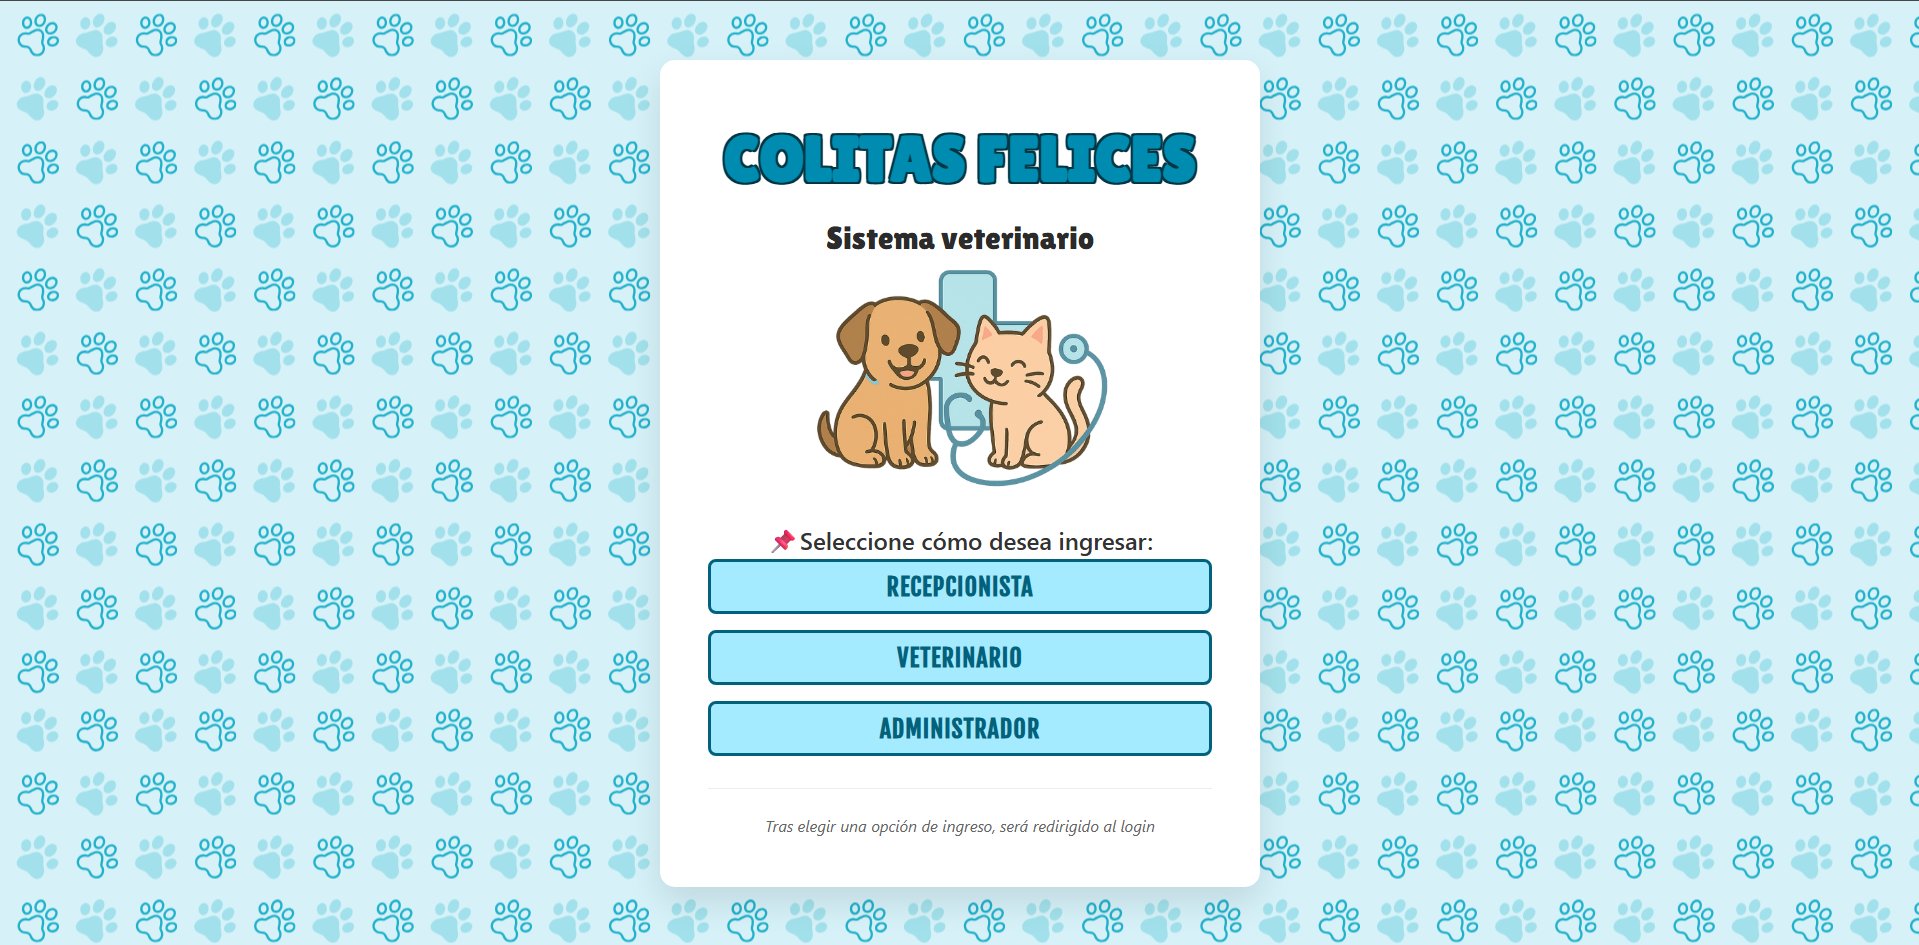 COLITAS FELICES
Sistema veterinario
📌Seleccione cómo desea ingresar:
RECEPCIONISTA
VETERINARIO
ADMINISTRADOR
Tras elegir una opción de ingreso, será redirigido al login